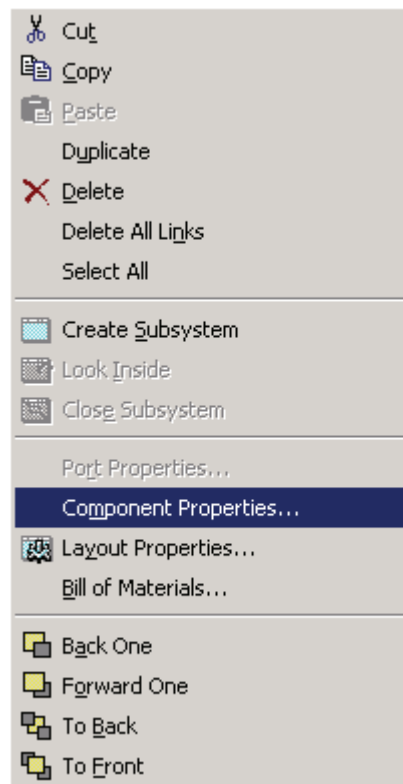 Cut
Copy
Paste
Duplicate
Delete
Delete All Links
Select All
Create Subsystem
Look Inside
Close Subsystem
Port Properties...
Component Properties...
Layout Properties...
Bill of Materials...
Back One
Forward One
To Back
To Front